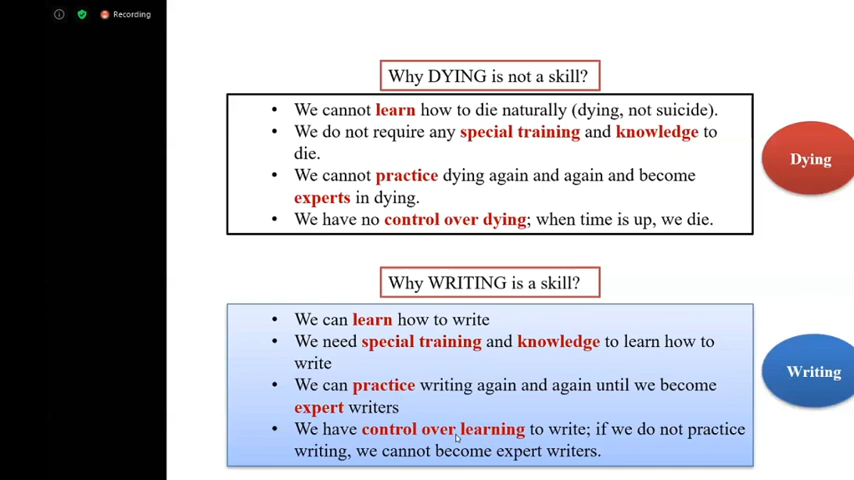 Recording
Why DYING is not a skill?
• We cannot learn how to die naturally (dying, not suicide).
• We do not require any special training and knowledge to
die.
• We cannot practice dying again and again and become
experts in dying.
• We have no control over dying; when time is up, we die.
Dying
Why WRITING is a skill?
• We can learn how to write
• We need special training and knowledge to learn how to
write
• We can practice writing again and again until we become
expert writers
• We have control over learning to write; if we do not practice
writing, we cannot become expert writers.
Writing